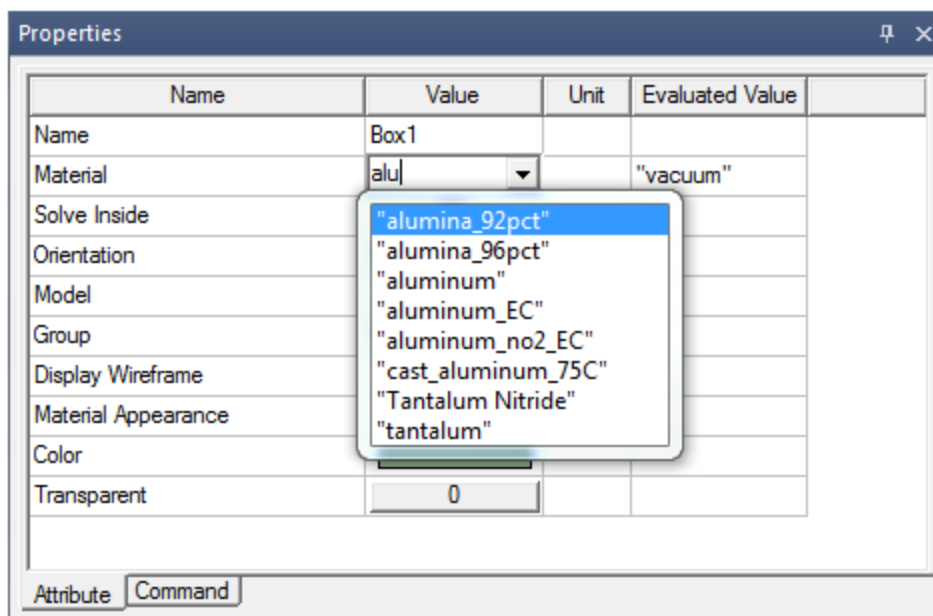 Properties
Name Value Unit Evaluated Value
Name Box1
Material alu "vacuum"
Solve Inside
"alumina_92pct"
Orientation
"alumina_96pct"
"aluminum"
Model
"aluminum_EC"
Group
"aluminum_no2_EC"
Display Wireframe
"cast_aluminum_75C"
Material Appearance
"Tantalum Nitride"
"tantalum"
Color
Transparent 0
Attribute Command